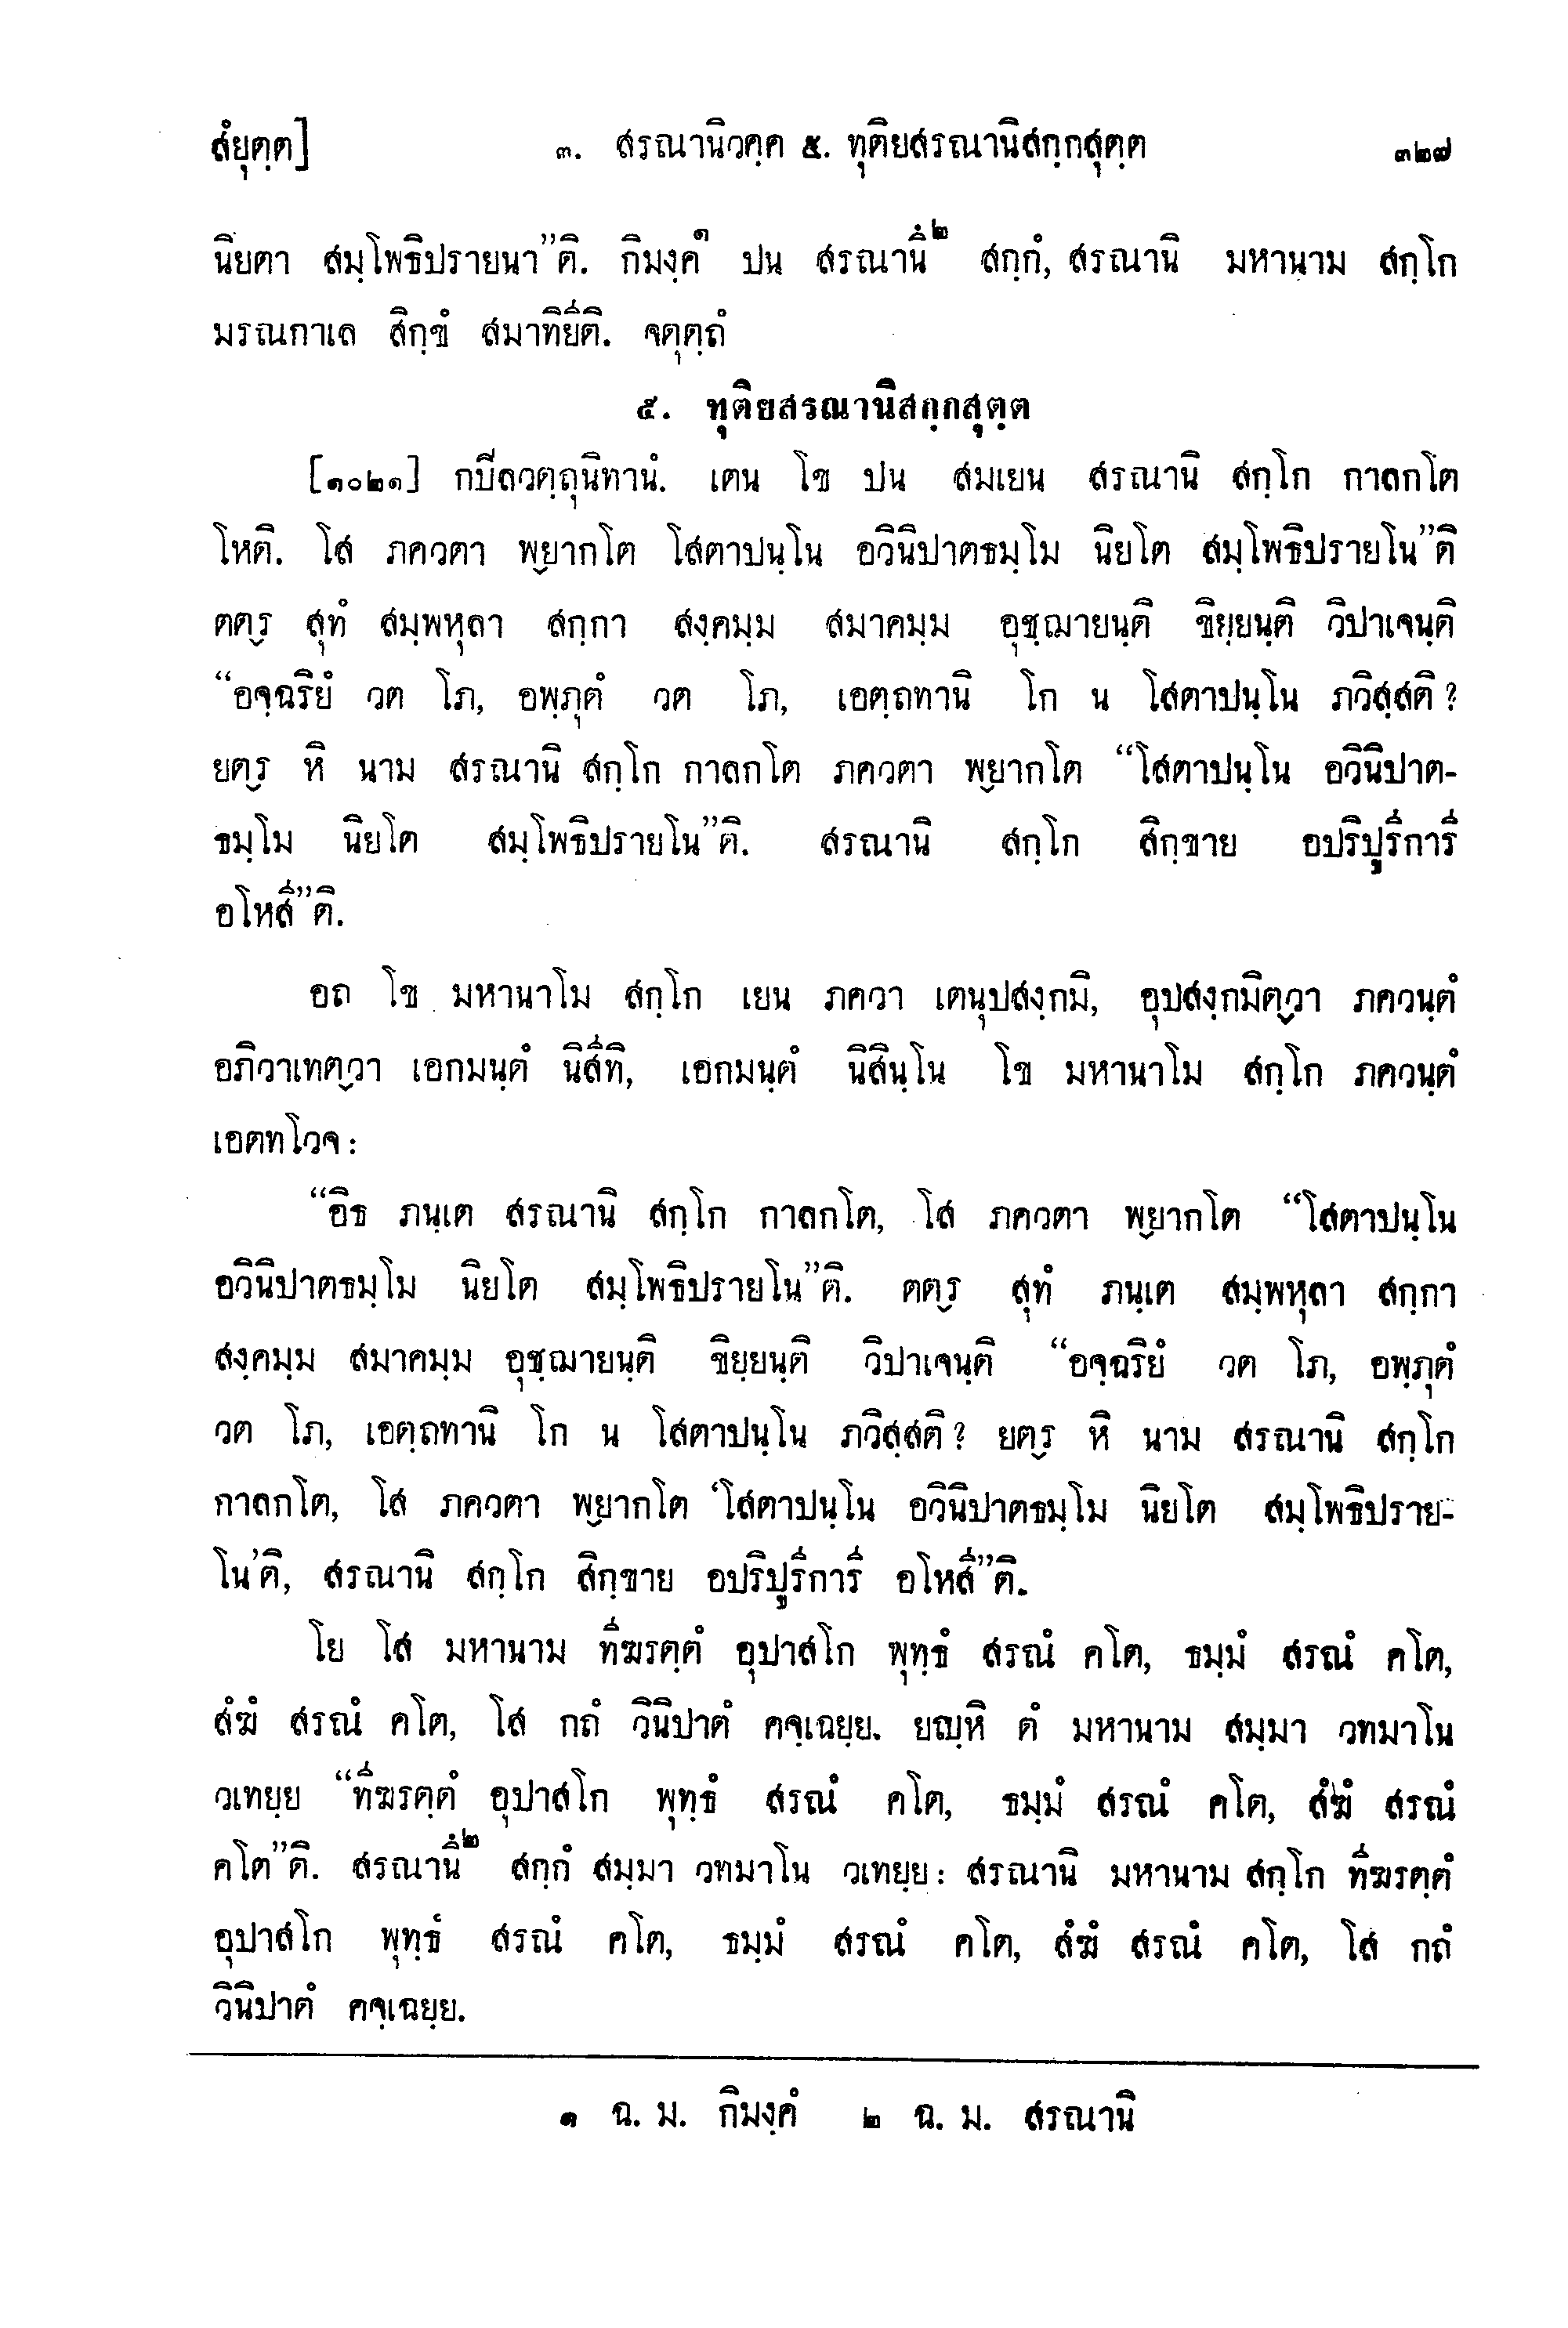 สํยุตฺต]	๓. สรณานิวคฺค ๕. ทุติยสรณานิสกฺกสุตฺต	๓๒๗
นิยตา สมฺโพธิปรายนา”ติ. กิมงฺค๑ ปน สรณานึ๒ สกฺกํ, สรณานิ มหานาม สกฺโก
มรณกาเล สิกฺขํ สมาทิยีติ. จตุตฺถํ
๕. ทุติยสรณานิสกฺกสุตฺต
[๑๐๒๑] กปิลวตฺถุนิทานํ. เตน โข ปน สมเยน สรณานิ สกฺโก กาลกโต
โหติ. โส ภควตา พฺยากโต โสตาปนฺโน อวินิปาตธมฺโม นิยโต สมฺโพธิปรายโน”ติ
ตตฺร สุทํ สมฺพหุลา สกฺกา สงฺคมฺม สมาคมฺม อุชฺฌายนฺติ ขิยฺยนฺติ วิปาเจนฺติ
“อจฺฉริยํ วต โภ, อพฺภุตํ วต โภ, เอตฺถทานิ โก น โสตาปนฺโน ภวิสฺสติ?
ยตฺร หิ นาม สรณานิ สกฺโก กาลกโต ภควตา พฺยากโต “โสตาปนฺโน อวินิปาต-
ธมฺโม นิยโต สมฺโพธิปรายโน”ติ. สรณานิ สกฺโก สิกฺขาย อปริปูรีการี
อโหสี”ติ.
อถ โข มหานาโม สกฺโก เยน ภควา เตนุปสงฺกมิ, อุปสงฺกมิตฺวา ภควนฺตํ
อภิวาเทตฺวา เอกมนฺตํ นิสีทิ, เอกมนฺตํ นิสินฺโน โข มหานาโม สกฺโก ภควนฺตํ
เอตทโวจ:
“อิธ ภนฺเต สรณานิ สกฺโก กาลกโต, โส ภควตา พฺยากโต “โสตาปนฺโน
อวินิปาตธมฺโม นิยโต สมฺโพธิปรายโน”ติ. ตตฺร สุทํ ภนฺเต สมฺพหุลา สกฺกา
สงฺคมฺม สมาคมฺม อุชฺฌายนฺติ ขิยฺยนฺติ วิปาเจนฺติ “อจฺฉริยํ วต โภ, อพฺภุตํ
วต โภ, เอตฺถทานิ โก น โสตาปนฺโน ภวิสฺสติ? ยตฺร หิ นาม สรณานิ สกฺโก
กาลกโต, โส ภควตา พฺยากโต ‘โสตาปนฺโน อวินิปาตธมฺโม นิยโต สมฺโพธิปราย-
โน’ติ, สรณานิ สกฺโก สิกฺขาย อปริปูรีการี อโหสี”ติ.
โย โส มหานาม ทีฆรตฺตํ อุปาสโก พุทฺธํ สรณํ คโต, ธมฺมํ สรณํ คโต,
สํฆํ สรณํ คโต, โส กถํ วินิปาตํ คจฺเฉยฺย. ยญฺหิ ตํ มหานาม สมฺมา วทมาโน
วเทยฺย “ทีฆรตฺตํ อุปาสโก พุทฺธํ สรณํ คโต, ธมฺมํ สรณํ คโต, สํฆํ สรณํ
คโต”ติ. สรณานึ๒ สกฺกํ สมฺมา วทมาโน วเทยฺย: สรณานิ มหานาม สกฺโก ทีฆรตฺตํ
อุปาสโก พุทฺธํ สรณํ คโต, ธมฺมํ สรณํ คโต, สํฆํ สรณํ คโต, โส กถํ
วินิปาตํ คจฺเฉยฺย.
๑ ฉ. ม. กิมงฺคํ ๒ ฉ. ม. สรณานิ